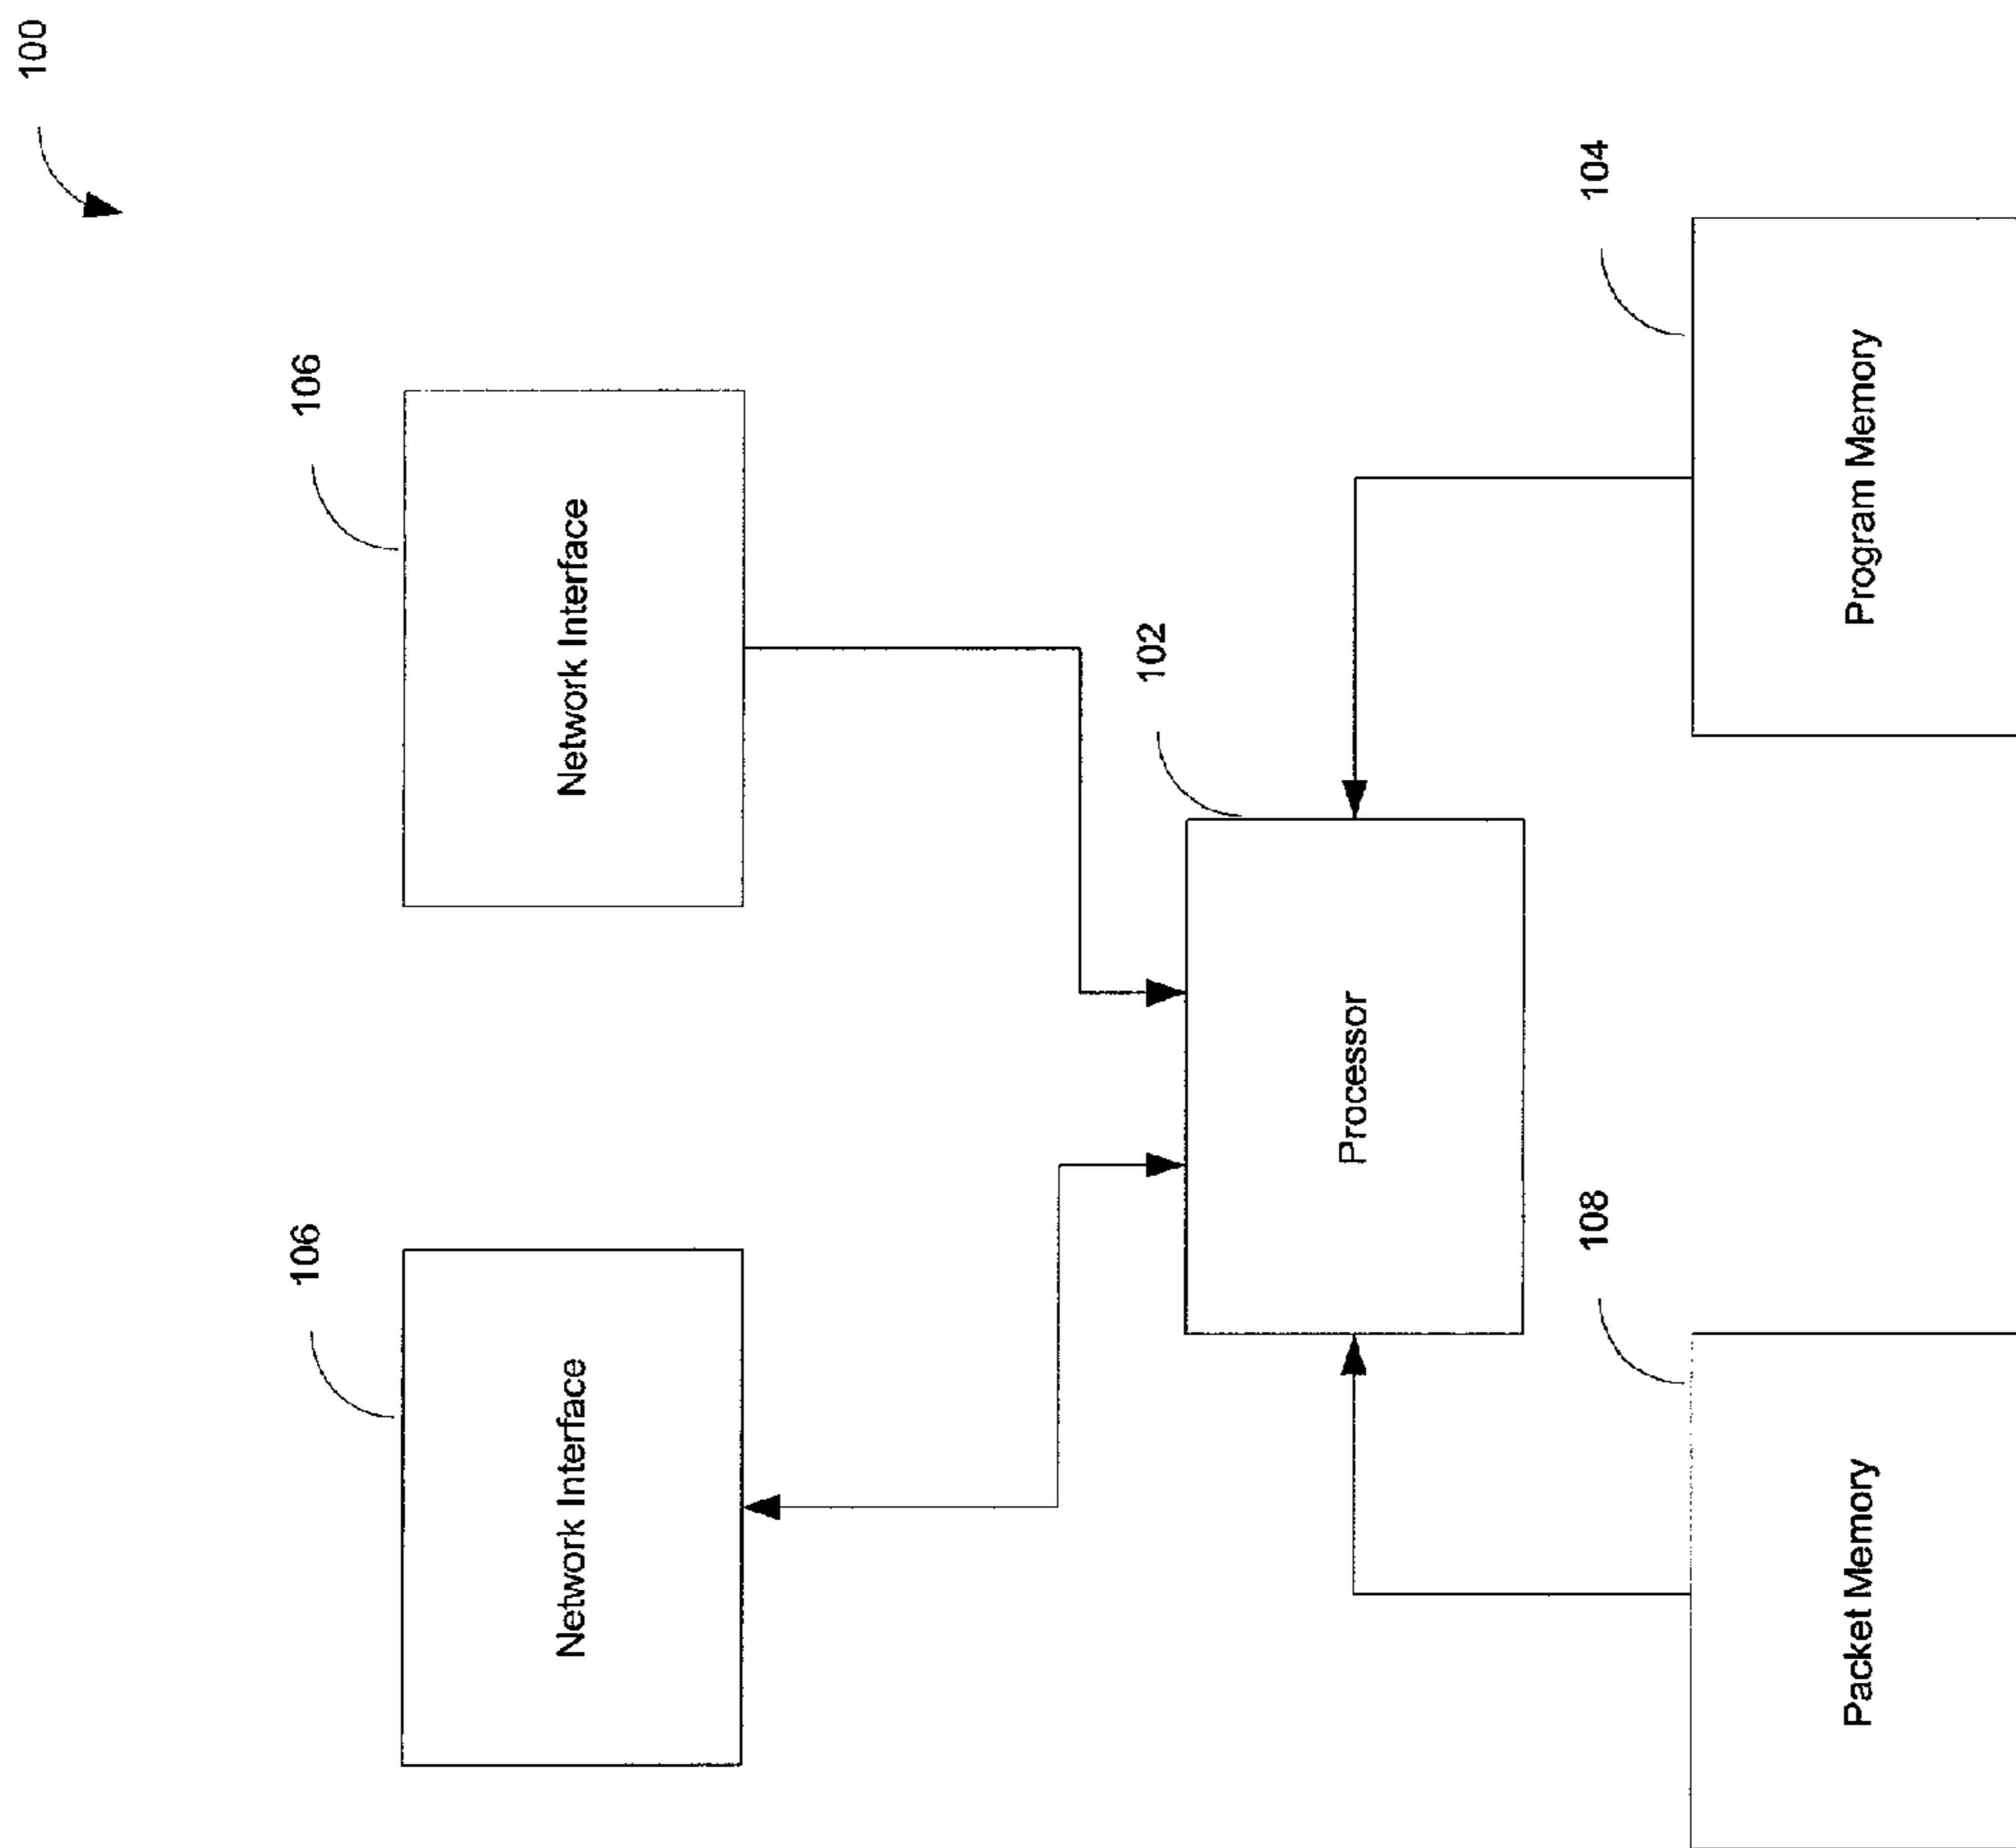 100
106
Network Interface
106
Network Interface
102
Processor
108
Packet Memory
104
Program Memory